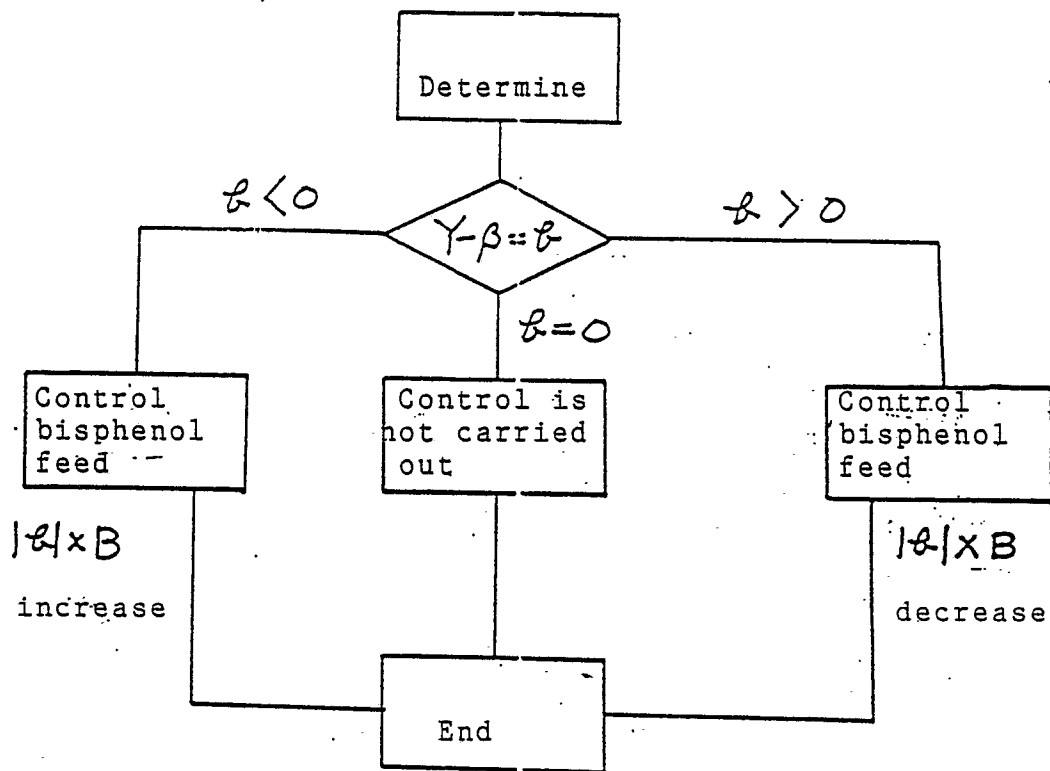 Determine
b < 0
γ-β=b
b > 0
b=0
Control
bisphenol
feed
Control is
not carried
out
Control
bisphenol
feed
|b|×B
increase
|b|×B
decrease
End